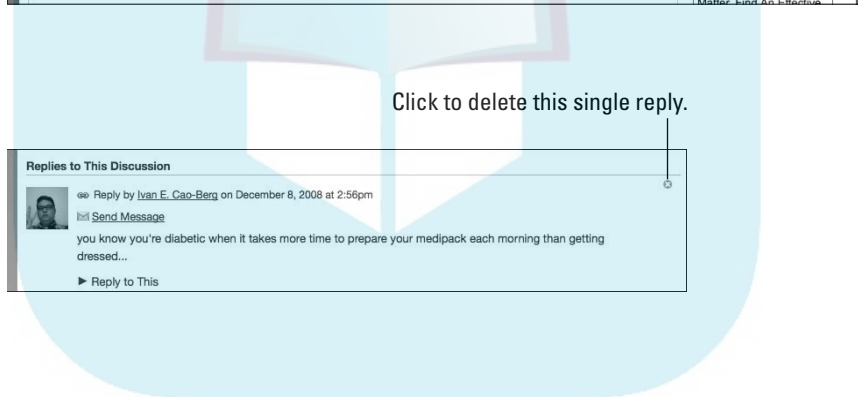 Matter. Find An Effective
Click to delete this single reply.
Replies to This Discussion
Reply by Ivan E. Cao-Berg on December 8, 2008 at 2:56pm
Send Message
you know you're diabetic when it takes more time to prepare your medipack each morning than getting
dressed...
► Reply to This